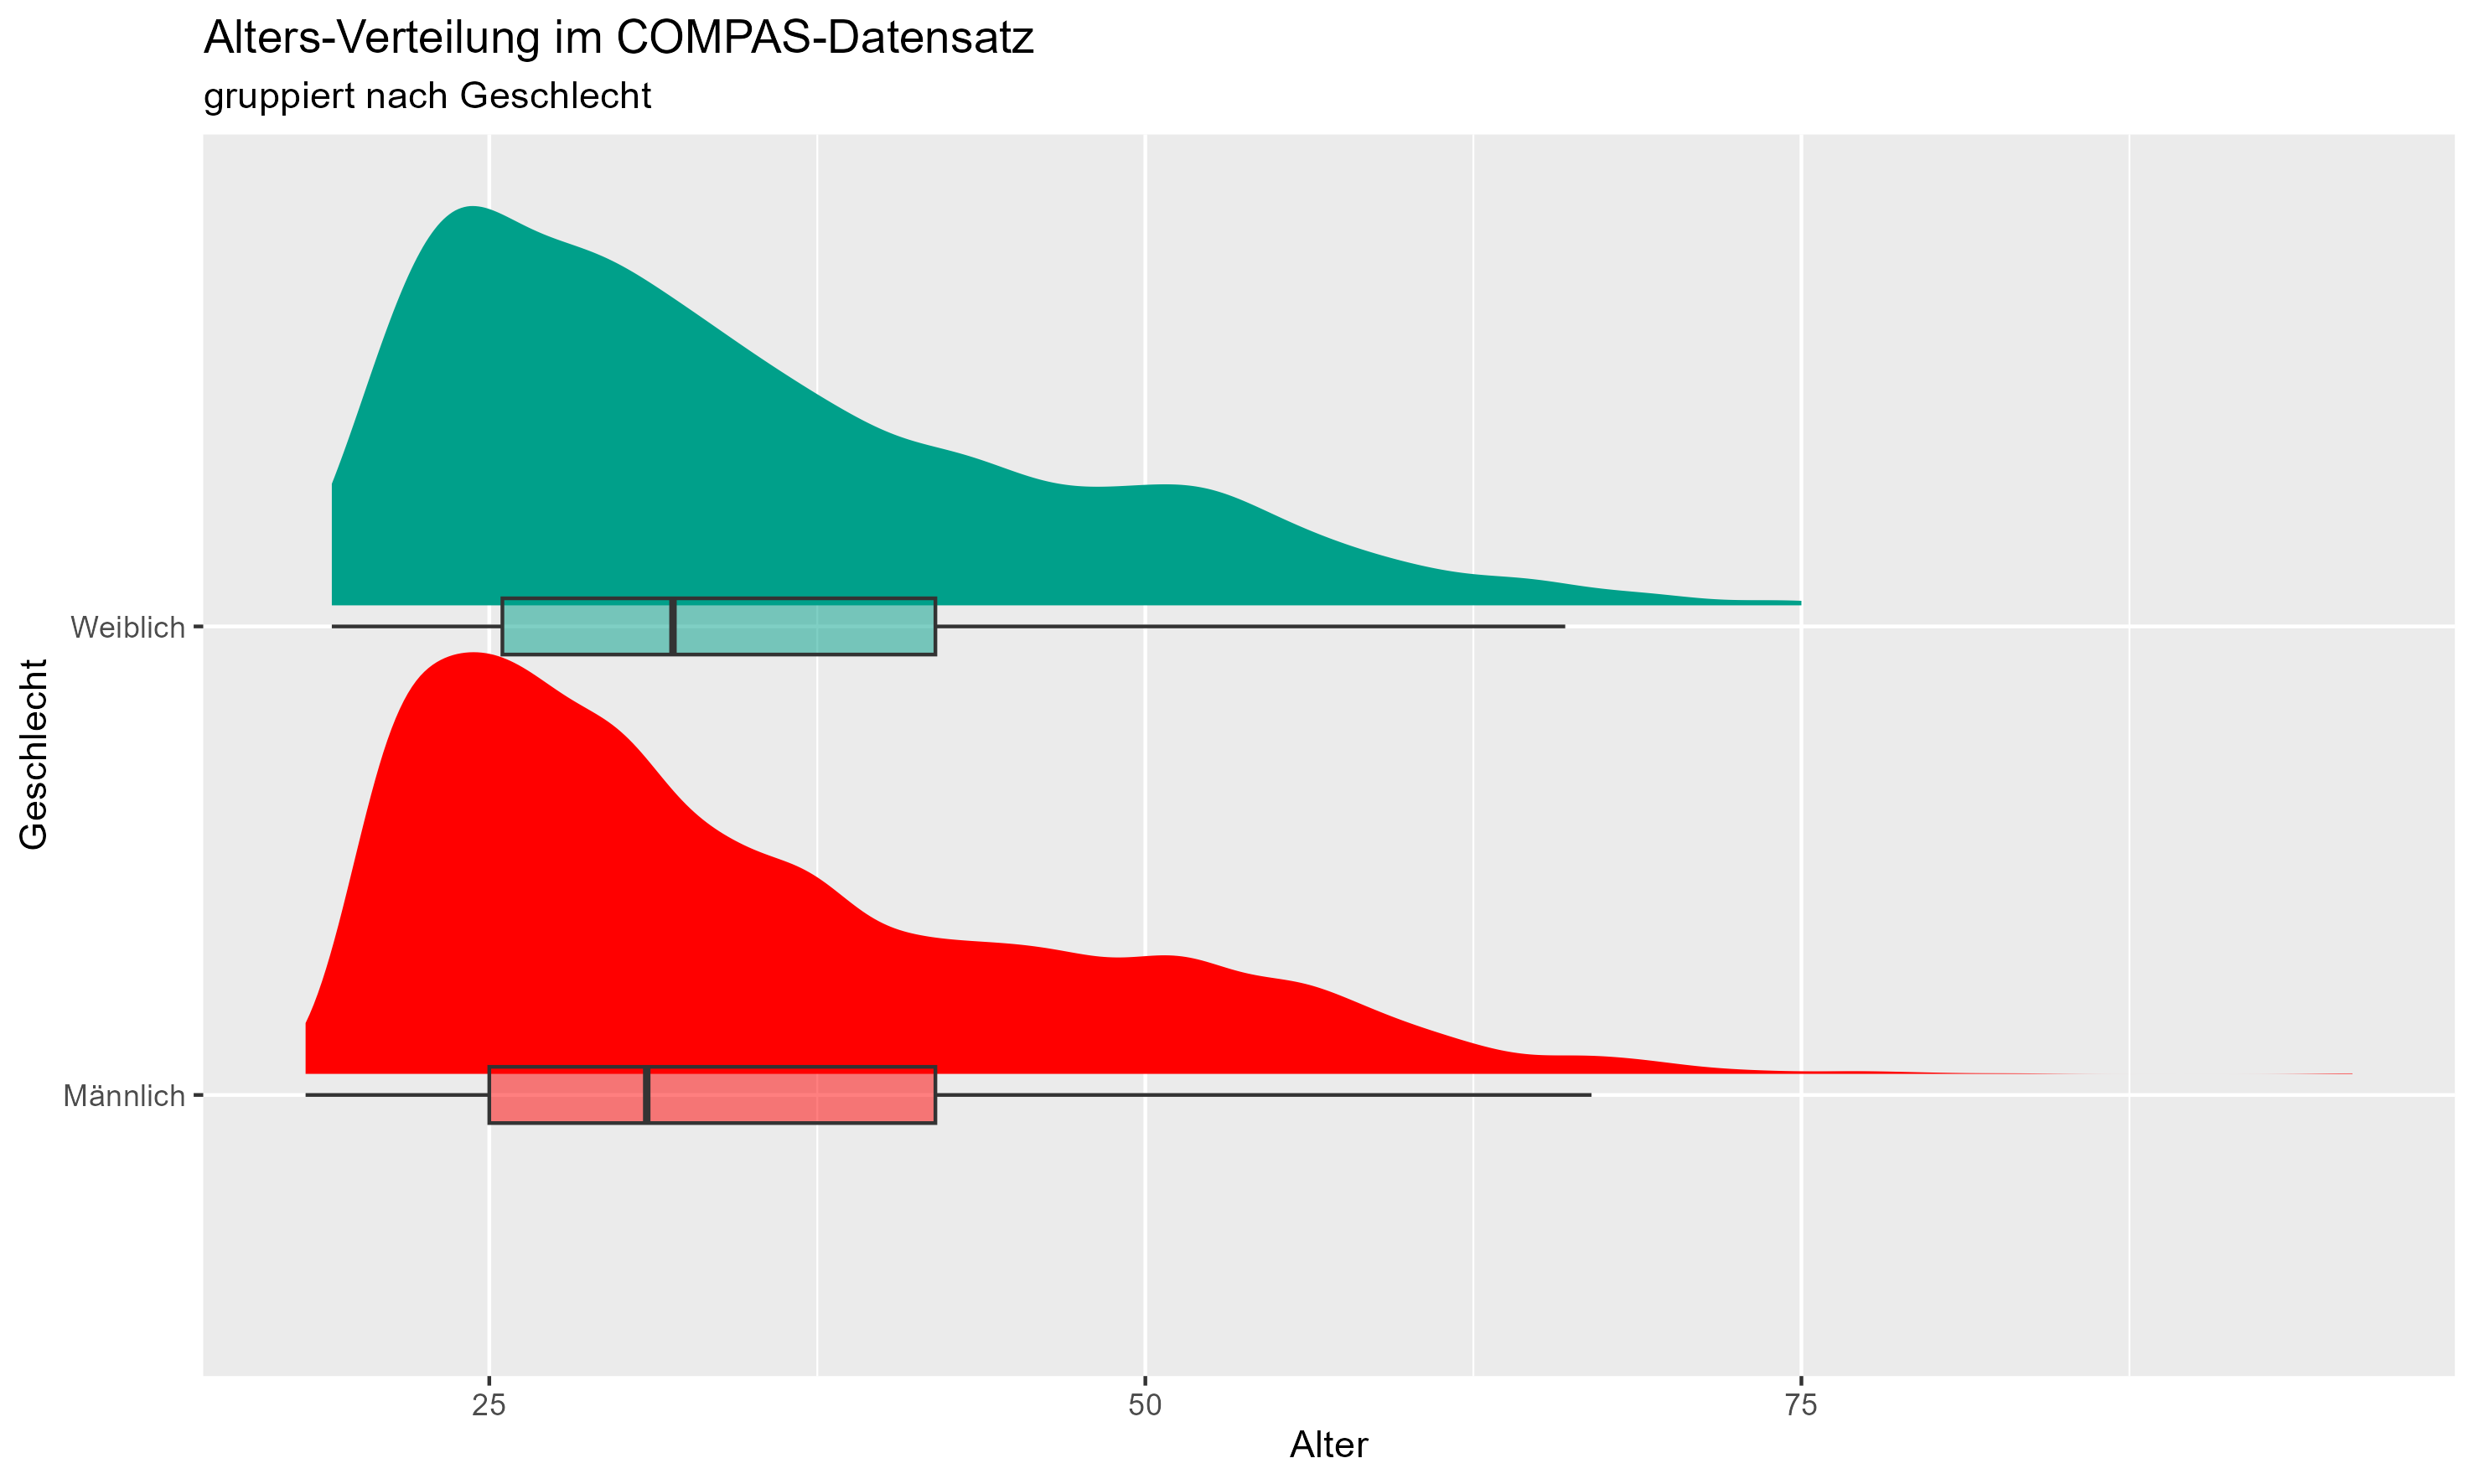 Alters-Verteilung im COMPAS-Datensatz
gruppiert nach Geschlecht
Geschlecht
Weiblich
Männlich
25
50
75
Alter